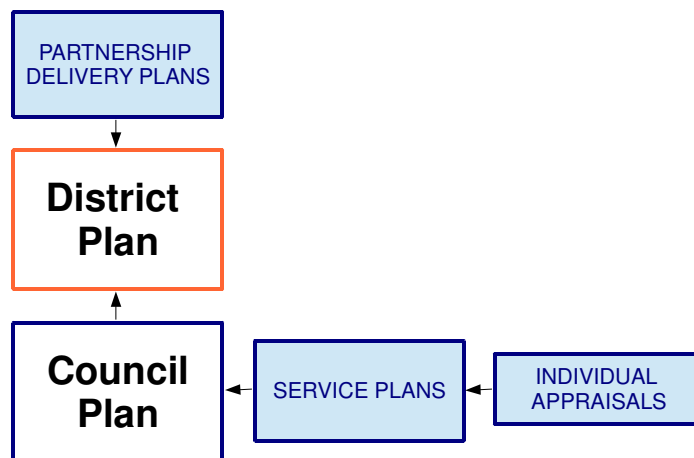 PARTNERSHIP
DELIVERY PLANS
District
Plan
Council
Plan
SERVICE PLANS
INDIVIDUAL
APPRAISALS